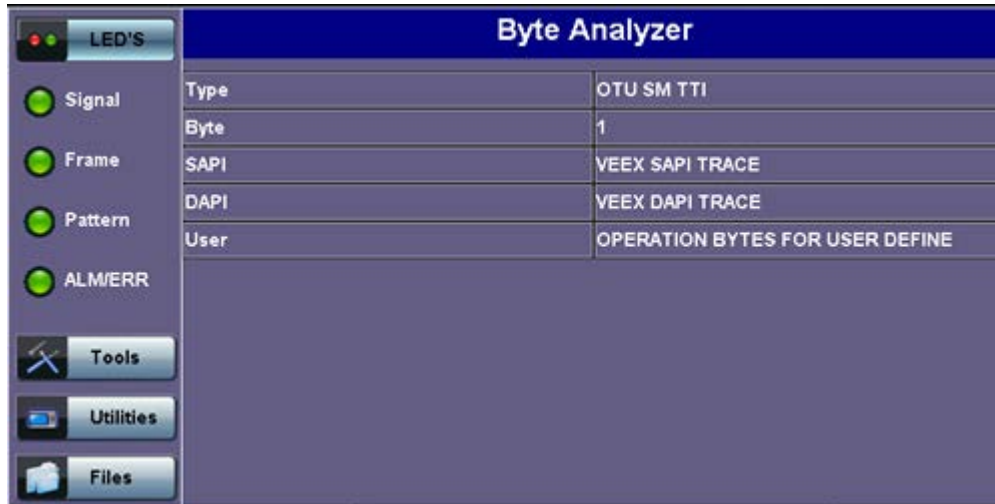 LED'S
Signal
Frame
Pattern
ALM/ERR
Tools
Utilities
Files
Byte Analyzer
Type OTU SM TTI
Byte 1
SAPI VEEX SAPI TRACE
DAPI VEEX DAPI TRACE
User OPERATION BYTES FOR USER DEFINE